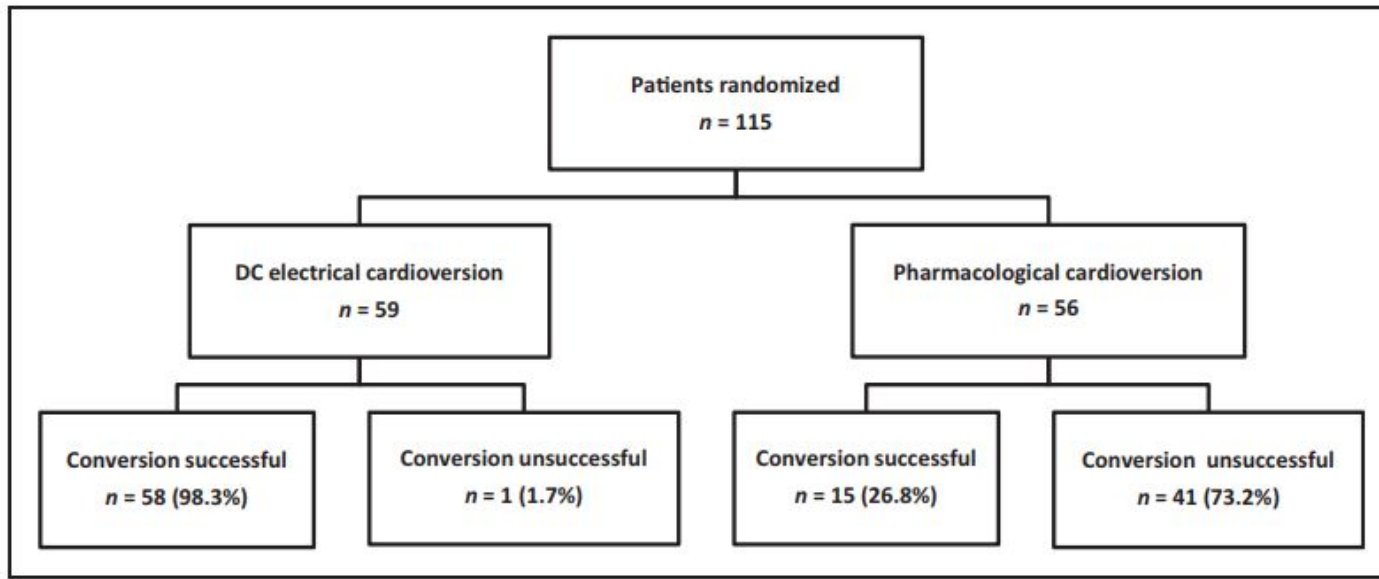 Patients randomized
n = 115
DC electrical cardioversion
n = 59
Pharmacological cardioversion
n = 56
Conversion successful
n = 58 (98.3%)
Conversion unsuccessful
n = 1 (1.7%)
Conversion successful
n = 15 (26.8%)
Conversion unsuccessful
n = 41 (73.2%)